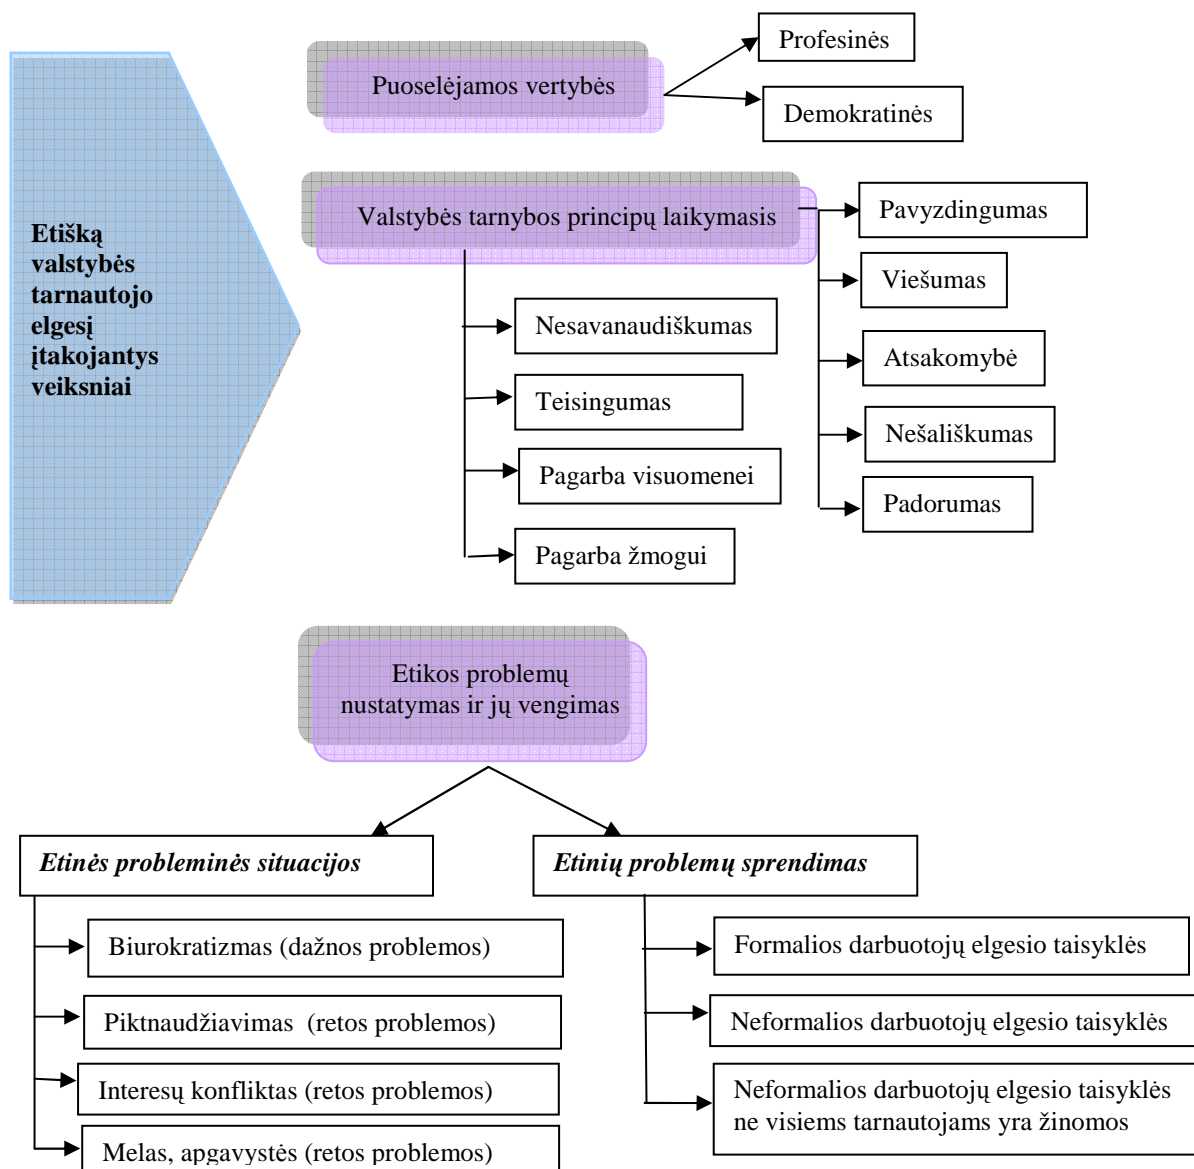 Etišką
valstybės
tarnautojo
elgesį
įtakojantys
veiksniai
Puoselėjamos vertybės
Profesinės
Demokratinės
Valstybės tarnybos principų laikymasis
Nesavanaudiškumas
Teisingumas
Pagarba visuomenei
Pagarba žmogui
Pavyzdingumas
Viešumas
Atsakomybė
Nešališkumas
Padorumas
Etikos problemų
nustatymas ir jų vengimas
Etinės probleminės situacijos
Biurokratizmas (dažnos problemos)
Piktnaudžiavimas (retos problemos)
Interesų konfliktas (retos problemos)
Melas, apgavystės (retos problemos)
Etinių problemų sprendimas
Formalios darbuotojų elgesio taisyklės
Neformalios darbuotojų elgesio taisyklės
Neformalios darbuotojų elgesio taisyklės
ne visiems tarnautojams yra žinomos